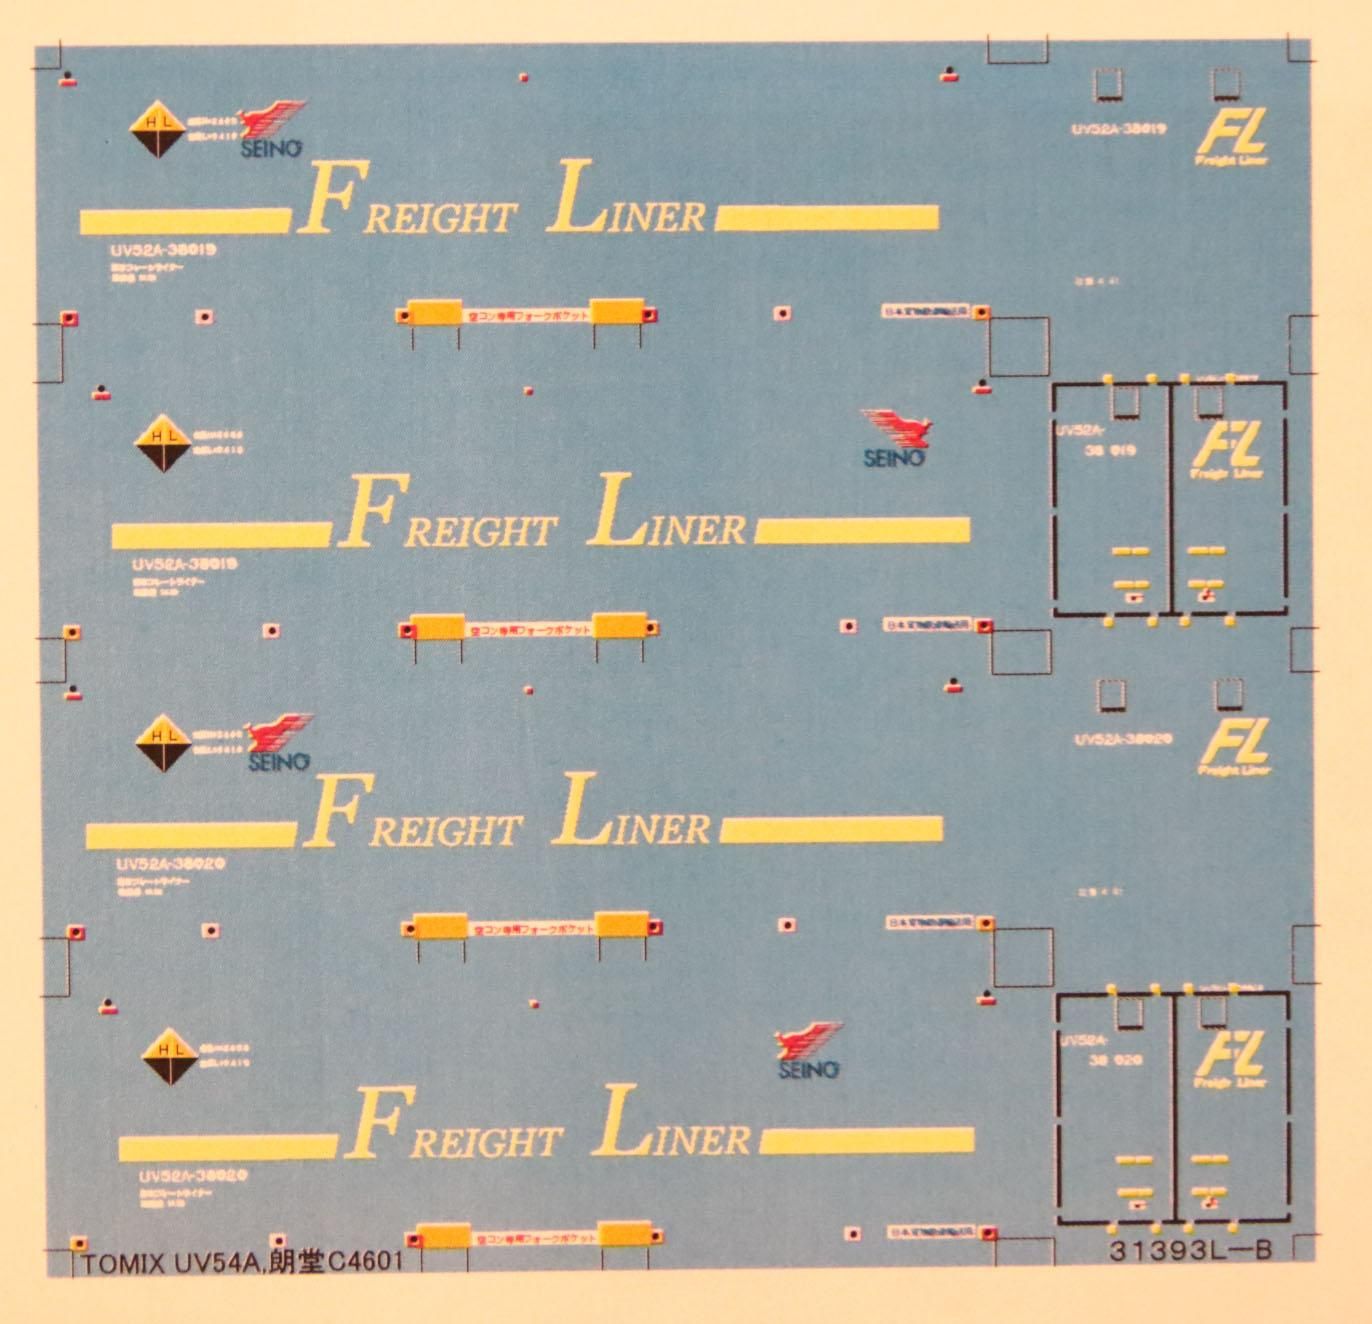 H L
SEINO
FREIGHT LINER
UV52A-38019
UV52A-38019
FL
Freight Liner
空コン専用フォークポケット
H L
SEINO
FREIGHT LINER
UV52A-38019
空コン専用フォークポケット
UV52A-
38 019
FL
Freight Liner
H L
SEINO
FREIGHT LINER
UV52A-38020
UV52A-38020
FL
Freight Liner
空コン専用フォークポケット
H L
SEINO
FREIGHT LINER
UV52A-38020
空コン専用フォークポケット
UV52A-
38 020
FL
Freight Liner
TOMIX UV54A,朗堂C4601
31393L-B